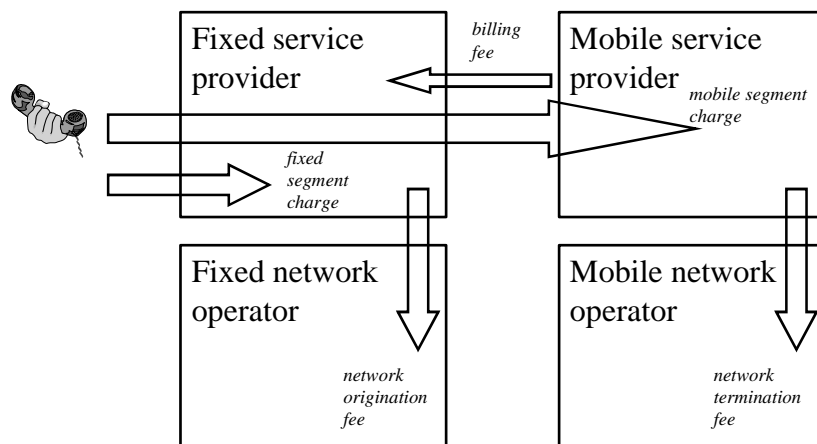 Fixed service
provider
billing
fee
Mobile service
provider
mobile segment
charge
fixed
segment
charge
Fixed network
operator
network
origination
fee
Mobile network
operator
network
termination
fee